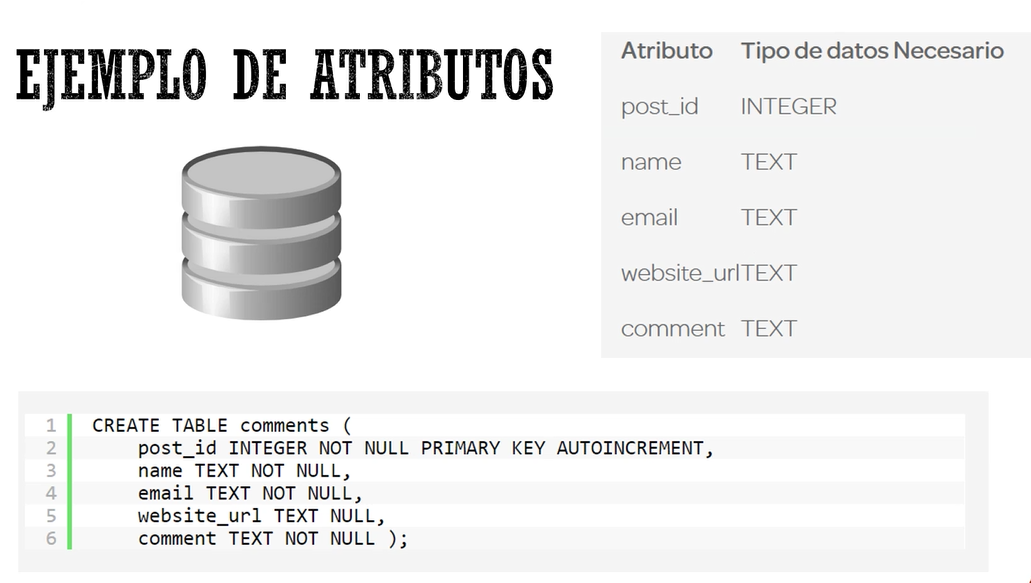 EJEMPLO DE ATRIBUTOS
Atributo Tipo de datos Necesario
post_id INTEGER
name TEXT
email TEXT
website_urlTEXT
comment TEXT
1 CREATE TABLE comments (
2 post_id INTEGER NOT NULL PRIMARY KEY AUTOINCREMENT,
3 name TEXT NOT NULL,
4 email TEXT NOT NULL,
5 website_url TEXT NULL,
6 comment TEXT NOT NULL );